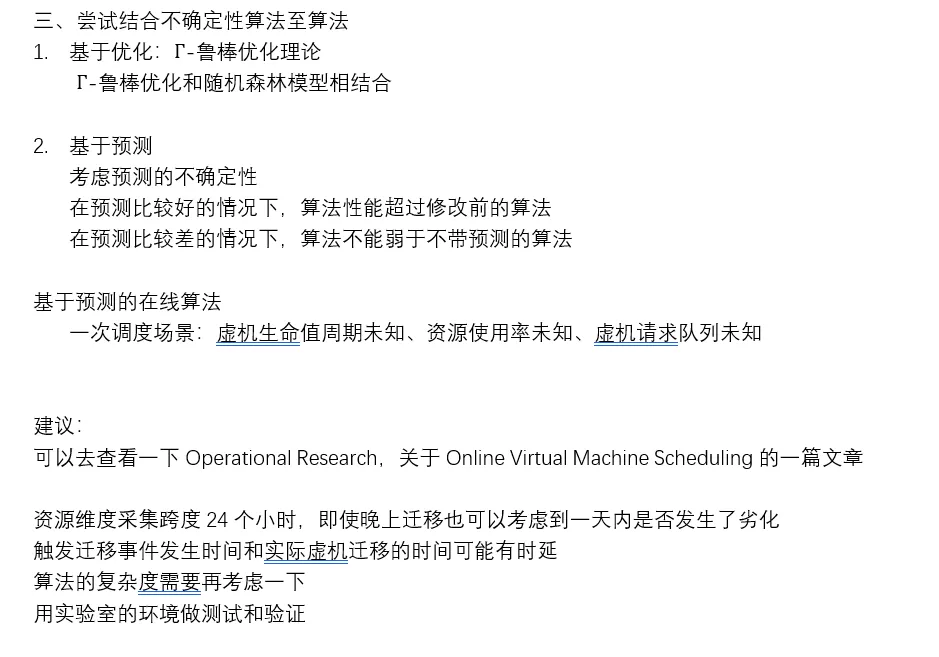 三、尝试结合不确定性算法至算法
1. 基于优化：Γ-鲁棒优化理论
Γ-鲁棒优化和随机森林模型相结合
2. 基于预测
考虑预测的不确定性
在预测比较好的情况下，算法性能超过修改前的算法
在预测比较差的情况下，算法不能弱于不带预测的算法
基于预测的在线算法
一次调度场景：虚机生命值周期未知、资源使用率未知、虚机请求队列未知
建议：
可以去查看一下 Operational Research，关于 Online Virtual Machine Scheduling 的一篇文章
资源维度采集跨度 24 个小时，即使晚上迁移也可以考虑到一天内是否发生了劣化
触发迁移事件发生时间和实际虚机迁移的时间可能有时延
算法的复杂度需要再考虑一下
用实验室的环境做测试和验证